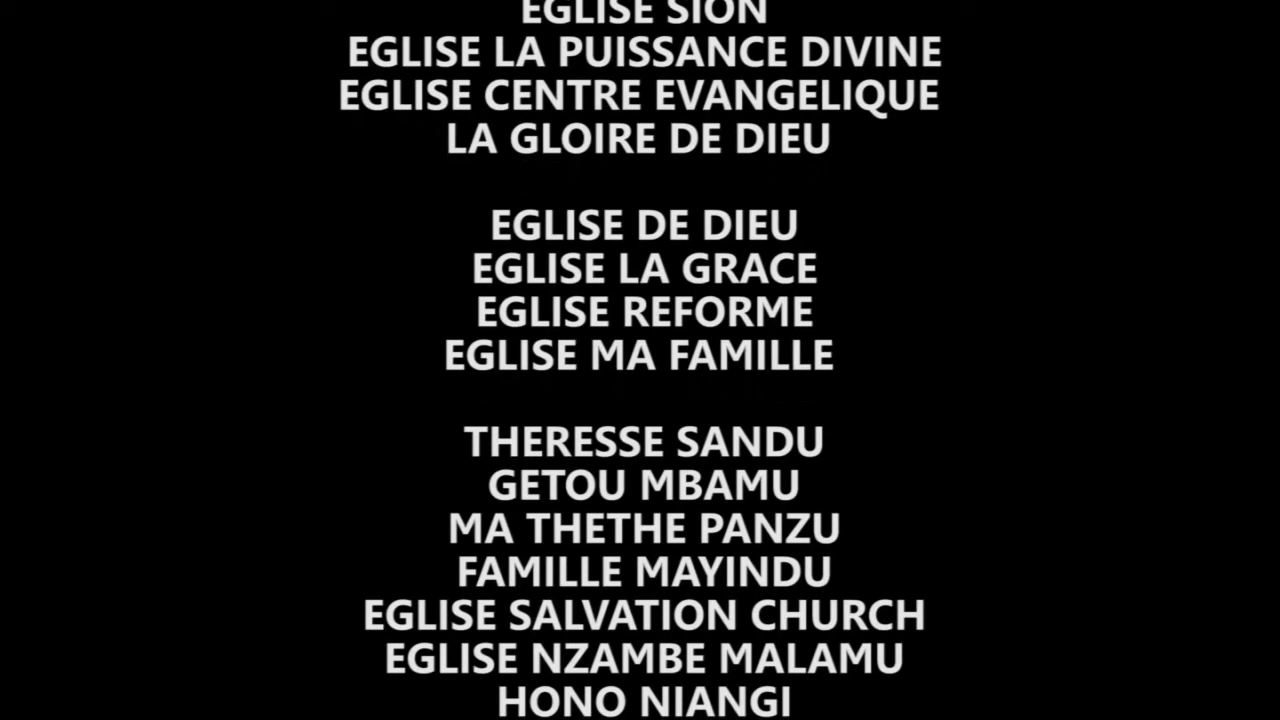 EGLISE SION
EGLISE LA PUISSANCE DIVINE
EGLISE CENTRE EVANGELIQUE
LA GLOIRE DE DIEU
EGLISE DE DIEU
EGLISE LA GRACE
EGLISE REFORME
EGLISE MA FAMILLE
THERESSE SANDU
GETOU MBAMU
MA THETHE PANZU
FAMILLE MAYINDU
EGLISE SALVATION CHURCH
EGLISE NZAMBE MALAMU
HONO NIANGI